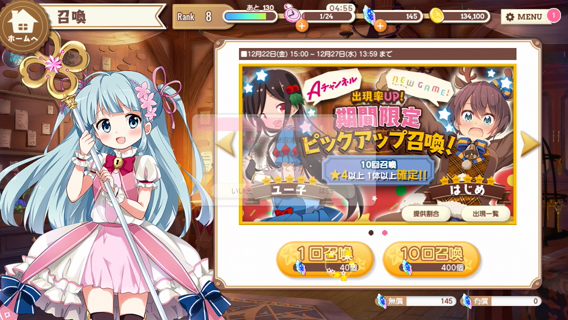 召喚
ホームへ
Rank 8
あと 130
04:55
1/24
145
134,100
MENU
1
■12月22日(金) 15:00 ~ 12月27日(水) 13:59 まで
Aチャンネル
NEW GAME!
出現率UP!
期間限定
ピックアップ召喚!
10回召喚
★4以上 1体以上確定!!
ユー子
はじめ
提供割合
出現一覧
1回召喚
40個
10回召喚
400個
無償 145
有償 0